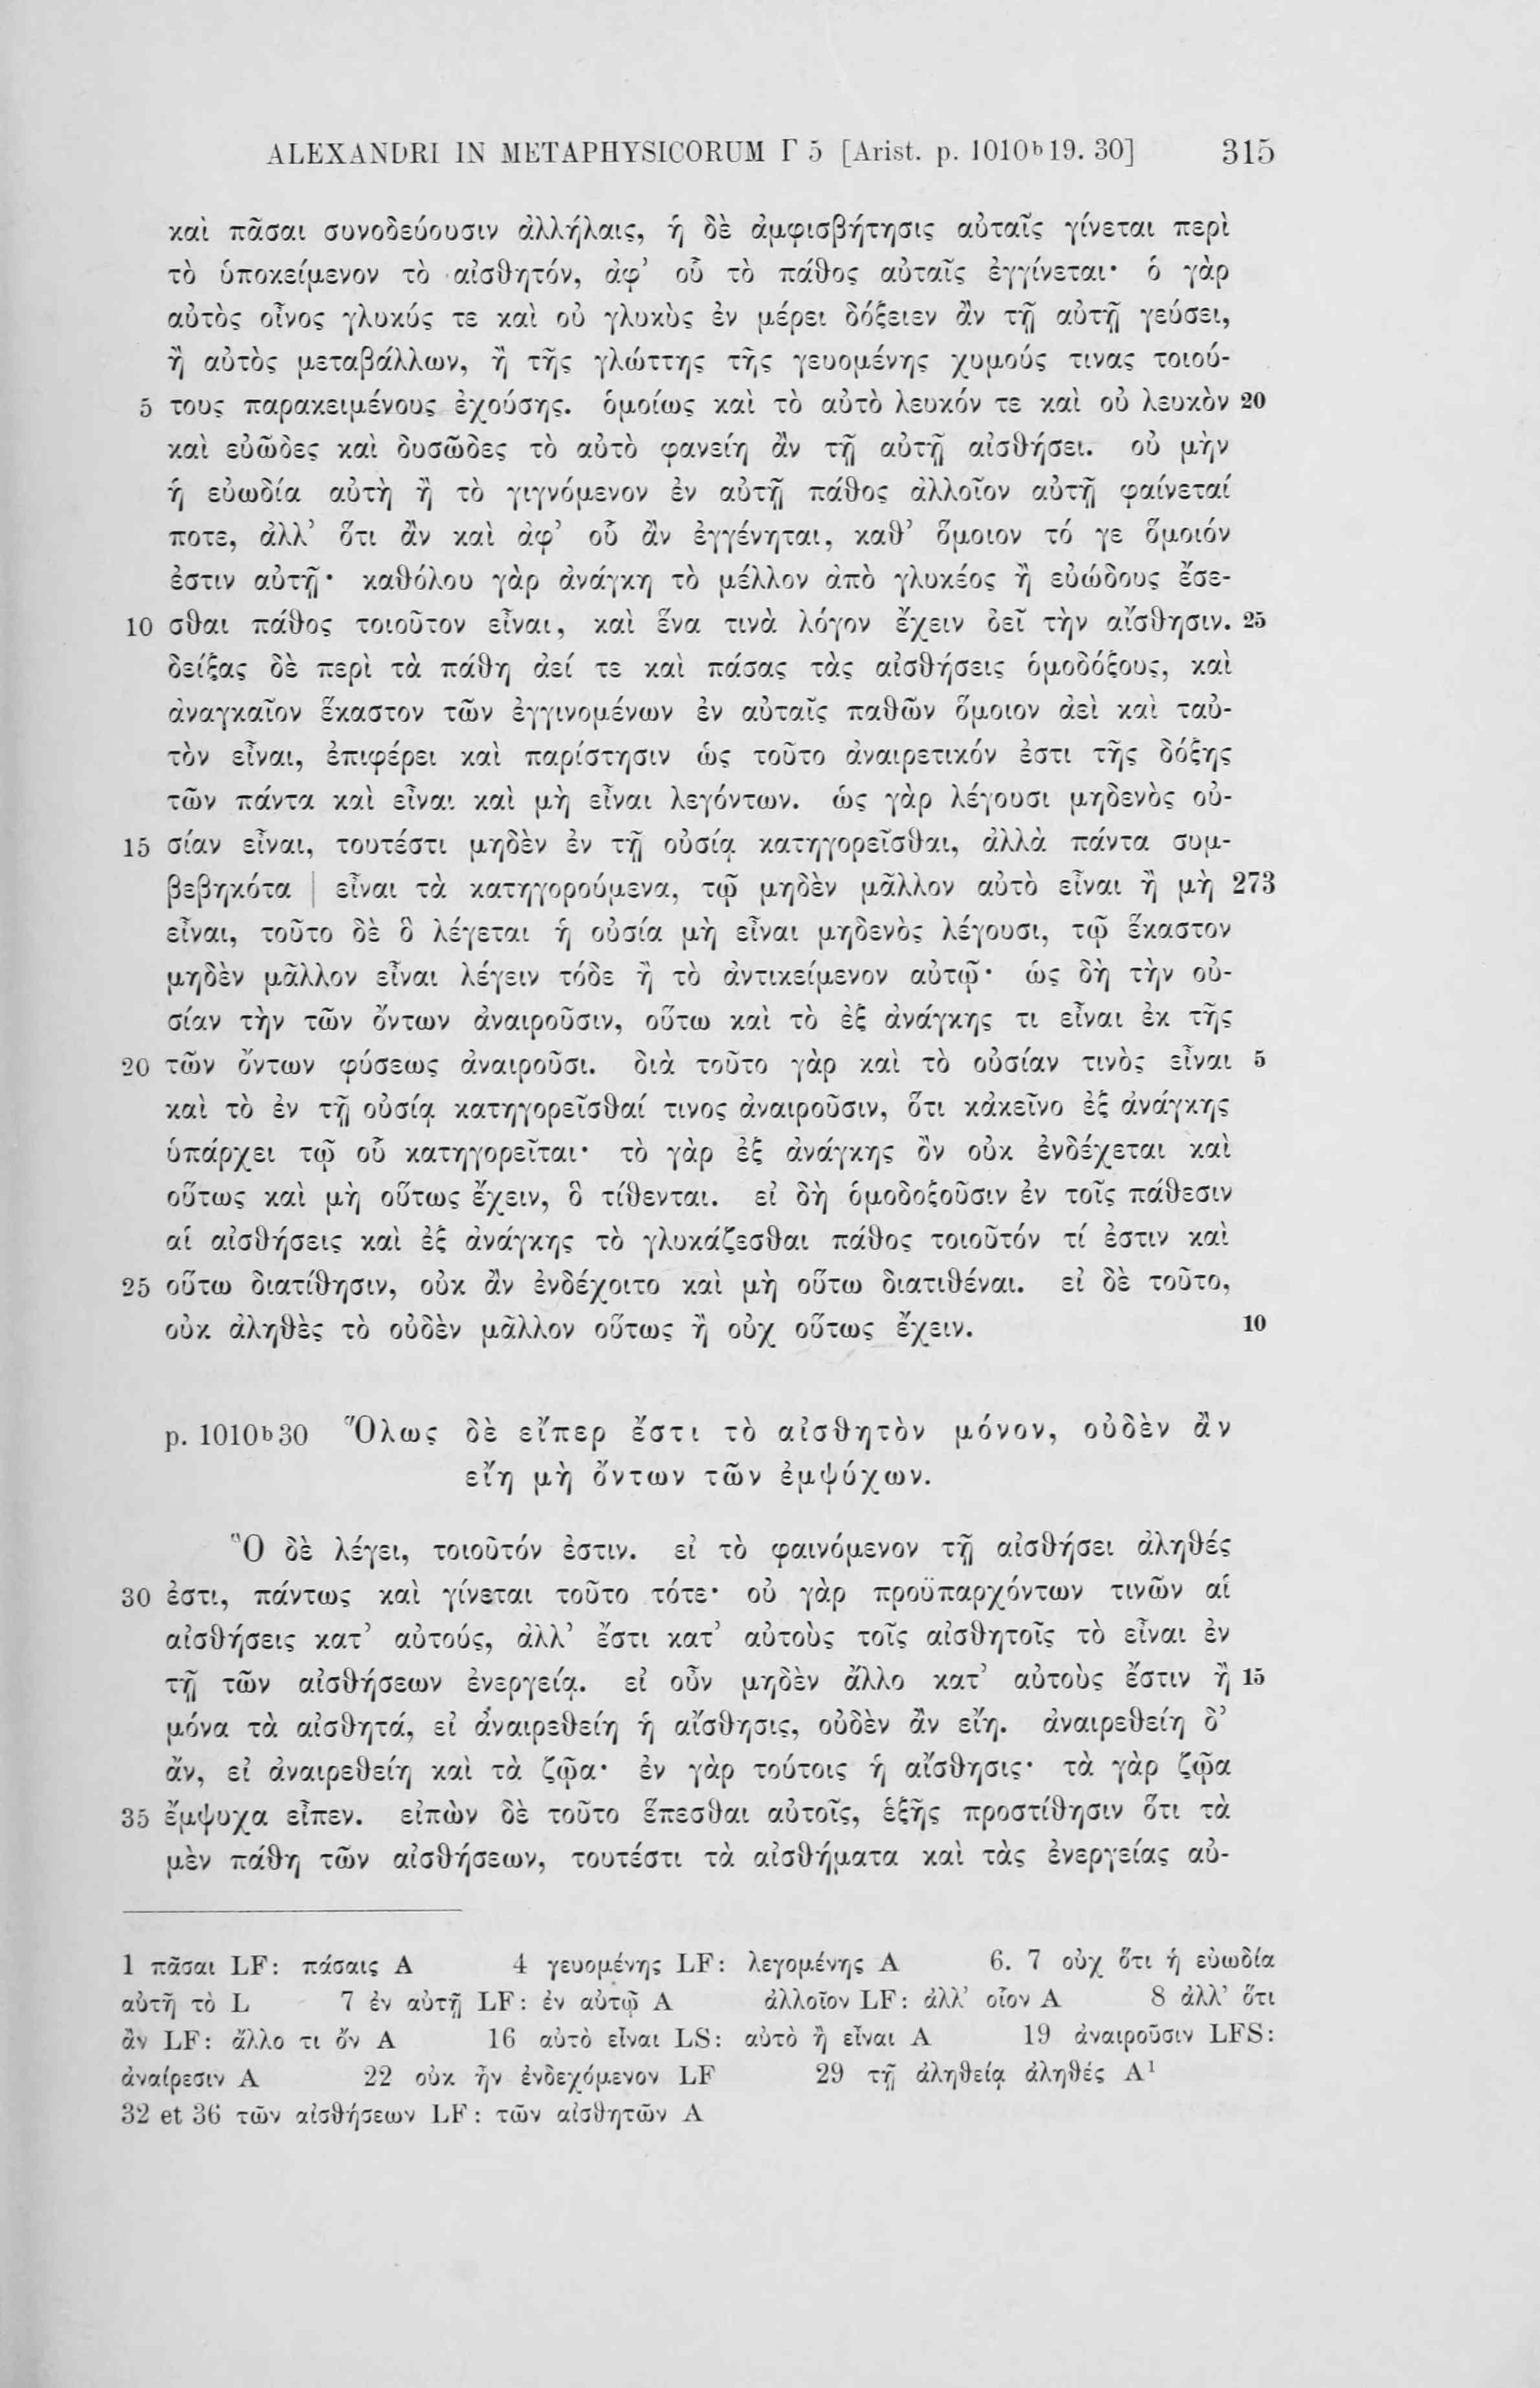 ALEXANDRI IN METAPHYSICORUM Γ 5 [Arist. p. 1010ᵇ19. 30] 315
καὶ πᾶσαι συνοδεύουσιν ἀλλήλαις, ἡ δὲ ἀμφισβήτησις αὐταῖς γίνεται περὶ
τὸ ὑποκείμενον τὸ αἰσθητόν, ἀφ’ οὗ τὸ πάθος αὐταῖς ἐγγίνεται· ὁ γὰρ
αὐτὸς οἶνος γλυκύς τε καὶ οὐ γλυκὺς ἐν μέρει δόξειεν ἂν τῇ αὐτῇ γεύσει,
ἢ αὐτὸς μεταβάλλων, ἢ τῆς γλώττης τῆς γευομένης χυμούς τινας τοιού-
5 τους παρακειμένους ἐχούσης. ὁμοίως καὶ τὸ αὐτὸ λευκόν τε καὶ οὐ λευκὸν 20
καὶ εὐῶδες καὶ δυσῶδες τὸ αὐτὸ φανείη ἂν τῇ αὐτῇ αἰσθήσει. οὐ μὴν
ἡ εὐωδία αὐτὴ ἢ τὸ γιγνόμενον ἐν αὐτῇ πάθος ἀλλοῖον αὐτῇ φαίνεταί
ποτε, ἀλλ’ ὅτι ἂν καὶ ἀφ’ οὗ ἂν ἐγγένηται, καθ’ ὅμοιον τό γε ὅμοιόν
ἐστιν αὐτῇ· καθόλου γὰρ ἀνάγκη τὸ μέλλον ἀπὸ γλυκέος ἢ εὐώδους ἔσε-
10 σθαι πάθος τοιοῦτον εἶναι, καὶ ἕνα τινὰ λόγον ἔχειν δεῖ τὴν αἴσθησιν. 25
δείξας δὲ περὶ τὰ πάθη ἀεί τε καὶ πάσας τὰς αἰσθήσεις ὁμοδόξους, καὶ
ἀναγκαῖον ἕκαστον τῶν ἐγγινομένων ἐν αὐταῖς παθῶν ὅμοιον ἀεὶ καὶ ταὐ-
τὸν εἶναι, ἐπιφέρει καὶ παρίστησιν ὡς τοῦτο ἀναιρετικόν ἐστι τῆς δόξης
τῶν πάντα καὶ εἶναι καὶ μὴ εἶναι λεγόντων. ὡς γὰρ λέγουσι μηδενὸς οὐ-
15 σίαν εἶναι, τουτέστι μηδὲν ἐν τῇ οὐσίᾳ κατηγορεῖσθαι, ἀλλὰ πάντα συμ-
βεβηκότα | εἶναι τὰ κατηγορούμενα, τῷ μηδὲν μᾶλλον αὐτὸ εἶναι ἢ μὴ 273
εἶναι, τοῦτο δὲ ὃ λέγεται ἡ οὐσία μὴ εἶναι μηδενὸς λέγουσι, τῷ ἕκαστον
μηδὲν μᾶλλον εἶναι λέγειν τόδε ἢ τὸ ἀντικείμενον αὐτῷ· ὡς δὴ τὴν οὐ-
σίαν τὴν τῶν ὄντων ἀναιροῦσιν, οὕτω καὶ τὸ ἐξ ἀνάγκης τι εἶναι ἐκ τῆς
20 τῶν ὄντων φύσεως ἀναιροῦσι. διὰ τοῦτο γὰρ καὶ τὸ οὐσίαν τινὸς εἶναι 5
καὶ τὸ ἐν τῇ οὐσίᾳ κατηγορεῖσθαί τινος ἀναιροῦσιν, ὅτι κἀκεῖνο ἐξ ἀνάγκης
ὑπάρχει τῷ οὗ κατηγορεῖται· τὸ γὰρ ἐξ ἀνάγκης ὂν οὐκ ἐνδέχεται καὶ
οὕτως καὶ μὴ οὕτως ἔχειν, ὃ τίθενται. εἰ δὴ ὁμοδοξοῦσιν ἐν τοῖς πάθεσιν
αἱ αἰσθήσεις καὶ ἐξ ἀνάγκης τὸ γλυκάζεσθαι πάθος τοιοῦτόν τί ἐστιν καὶ
25 οὕτω διατίθησιν, οὐκ ἂν ἐνδέχοιτο καὶ μὴ οὕτω διατιθέναι. εἰ δὲ τοῦτο,
οὐκ ἀληθὲς τὸ οὐδὲν μᾶλλον οὕτως ἢ οὐχ οὕτως ἔχειν. 10
p. 1010ᵇ30 Ὅλως δὲ εἴπερ ἔστι τὸ αἰσθητὸν μόνον, οὐδὲν ἂν
εἴη μὴ ὄντων τῶν ἐμψύχων.
Ὃ δὲ λέγει, τοιοῦτόν ἐστιν. εἰ τὸ φαινόμενον τῇ αἰσθήσει ἀληθές
30 ἐστι, πάντως καὶ γίνεται τοῦτο τότε· οὐ γὰρ προϋπαρχόντων τινῶν αἱ
αἰσθήσεις κατ’ αὐτούς, ἀλλ’ ἔστι κατ’ αὐτοὺς τοῖς αἰσθητοῖς τὸ εἶναι ἐν
τῇ τῶν αἰσθήσεων ἐνεργείᾳ. εἰ οὖν μηδὲν ἄλλο κατ’ αὐτοὺς ἔστιν ἢ 15
μόνα τὰ αἰσθητά, εἰ ἀναιρεθείη ἡ αἴσθησις, οὐδὲν ἂν εἴη. ἀναιρεθείη δ’
ἄν, εἰ ἀναιρεθείη καὶ τὰ ζῷα· ἐν γὰρ τούτοις ἡ αἴσθησις· τὰ γὰρ ζῷα
35 ἔμψυχα εἶπεν. εἰπὼν δὲ τοῦτο ἕπεσθαι αὐτοῖς, ἑξῆς προστίθησιν ὅτι τὰ
μὲν πάθη τῶν αἰσθήσεων, τουτέστι τὰ αἰσθήματα καὶ τὰς ἐνεργείας αὐ-
1 πᾶσαι LF: πάσαις A 4 γευομένης LF: λεγομένης A 6. 7 οὐχ ὅτι ἡ εὐωδία
αὐτῆ τὸ L 7 ἐν αὐτῇ LF: ἐν αὐτῷ A ἀλλοῖον LF: ἀλλ’ οἷον A 8 ἀλλ’ ὅτι
ἂν LF: ἄλλο τι ὄν A 16 αὐτὸ εἶναι LS: αὐτὸ ἢ εἶναι A 19 ἀναιροῦσιν LFS:
ἀναίρεσιν A 22 οὐκ ἦν ἐνδεχόμενον LF 29 τῇ ἀληθείᾳ ἀληθές A¹
32 et 36 τῶν αἰσθήσεων LF: τῶν αἰσθητῶν A